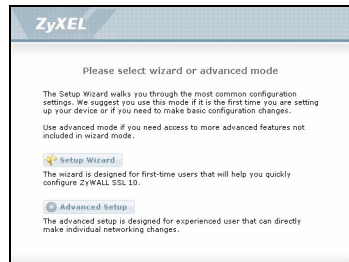 ZyXEL
Please select wizard or advanced mode
The Setup Wizard walks you through the most common configuration
settings. We suggest you use this mode if it is the first time you are setting
up your device or if you need to make basic configuration changes.
Use advanced mode if you need access to more advanced features not
included in wizard mode.
Setup Wizard
The wizard is designed for first-time users that will help you quickly
configure ZyWALL SSL 10.
Advanced Setup
The advanced setup is designed for experienced user that can directly
make individual networking changes.